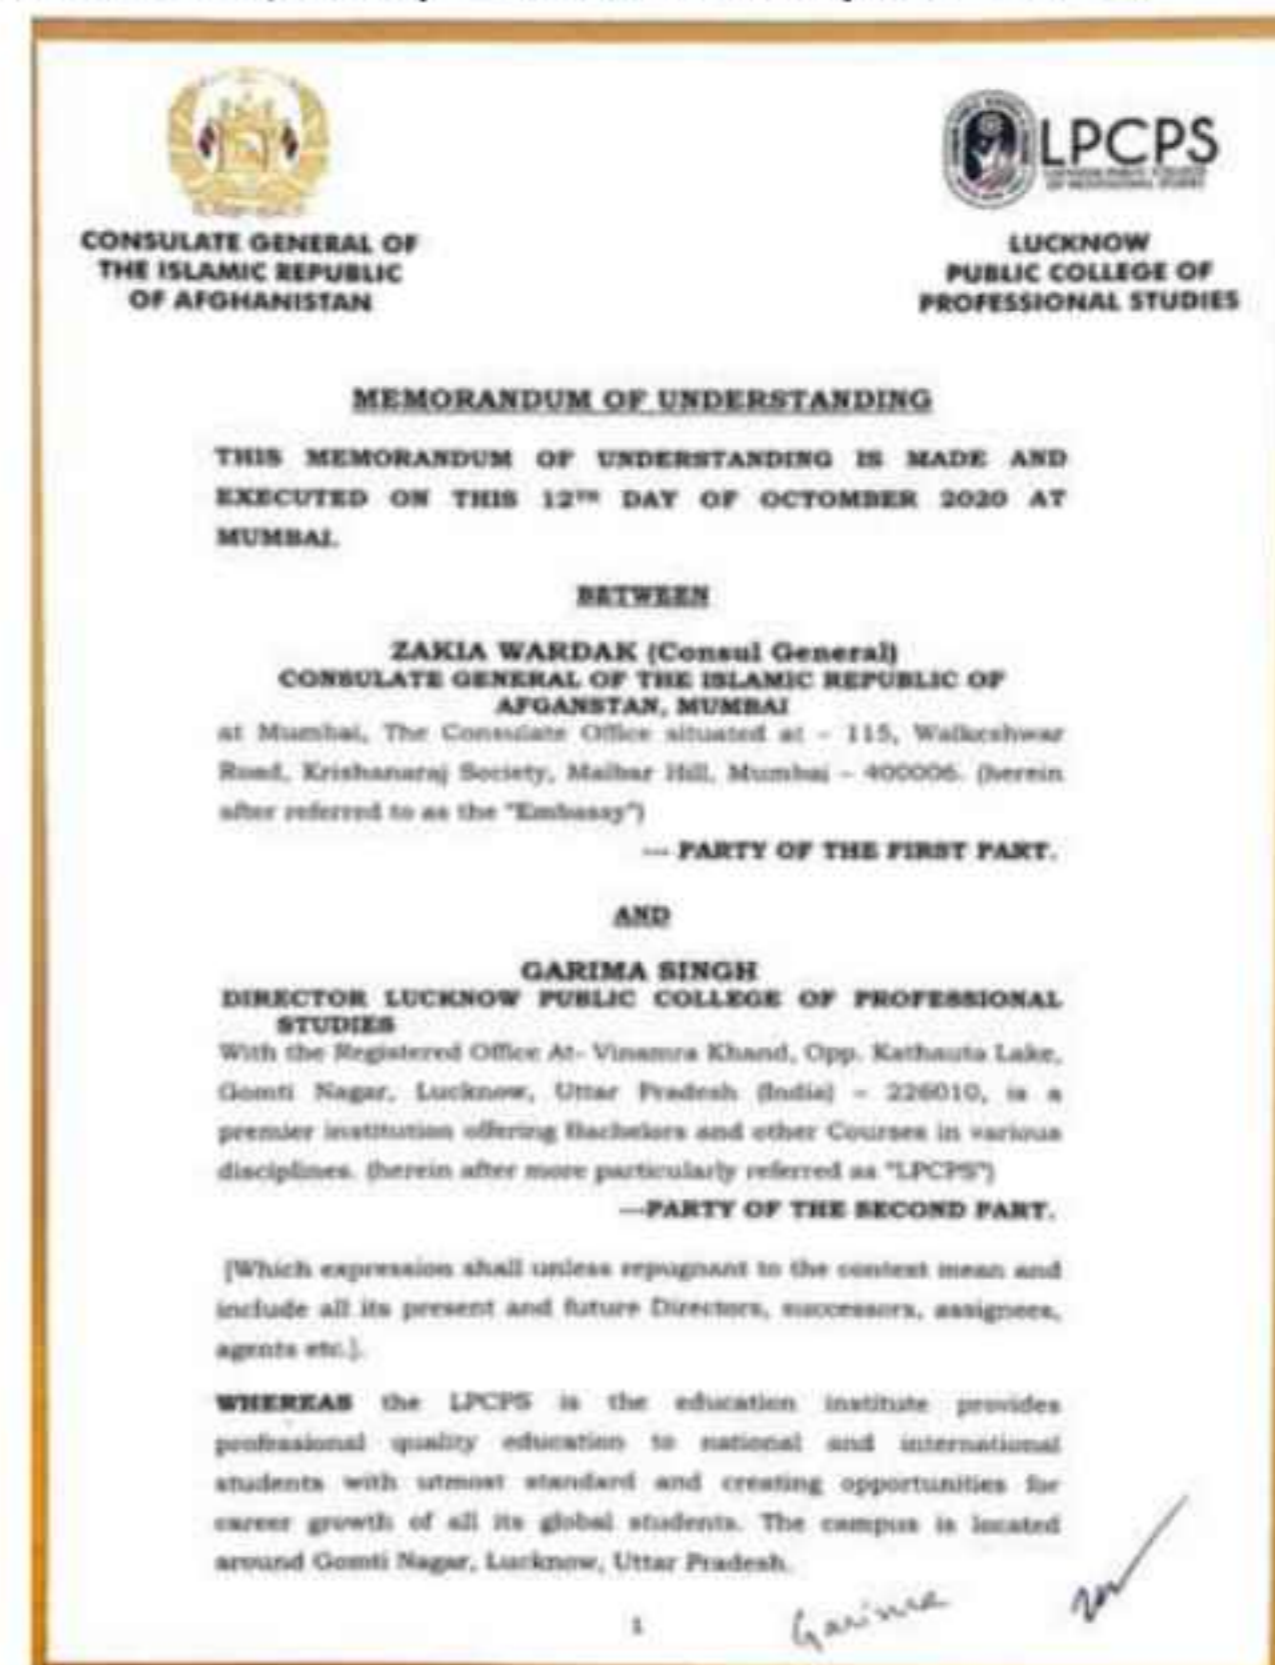 LPCPS
CONSULATE GENERAL OF
THE ISLAMIC REPUBLIC
OF AFGHANISTAN
LUCKNOW
PUBLIC COLLEGE OF
PROFESSIONAL STUDIES
MEMORANDUM OF UNDERSTANDING
THIS MEMORANDUM OF UNDERSTANDING IS MADE AND
EXECUTED ON THIS 12TH DAY OF OCTOMBER 2020 AT
MUMBAI.
BETWEEN
ZAKIA WARDAK (Consul General)
CONSULATE GENERAL OF THE ISLAMIC REPUBLIC OF
AFGANSTAN, MUMBAI
at Mumbai, The Consulate Office situated at – 115, Walkeshwar
Road, Krishanaraj Society, Malbar Hill, Mumbai – 400006. (herein
after referred to as the "Embassy")
--- PARTY OF THE FIRST PART.
AND
GARIMA SINGH
DIRECTOR LUCKNOW PUBLIC COLLEGE OF PROFESSIONAL
STUDIES
With the Registered Office At- Vinamra Khand, Opp. Kathauta Lake,
Gomti Nagar, Lucknow, Uttar Pradesh (India) – 226010, is a
premier institution offering Bachelors and other Courses in various
disciplines. (herein after more particularly referred as "LPCPS")
---PARTY OF THE SECOND PART.
[Which expression shall unless repugnant to the context mean and
include all its present and future Directors, successors, assignees,
agents etc.].
WHEREAS the LPCPS is the education institute provides
professional quality education to national and international
students with utmost standard and creating opportunities for
career growth of all its global students. The campus is located
around Gomti Nagar, Lucknow, Uttar Pradesh.
1
Garima